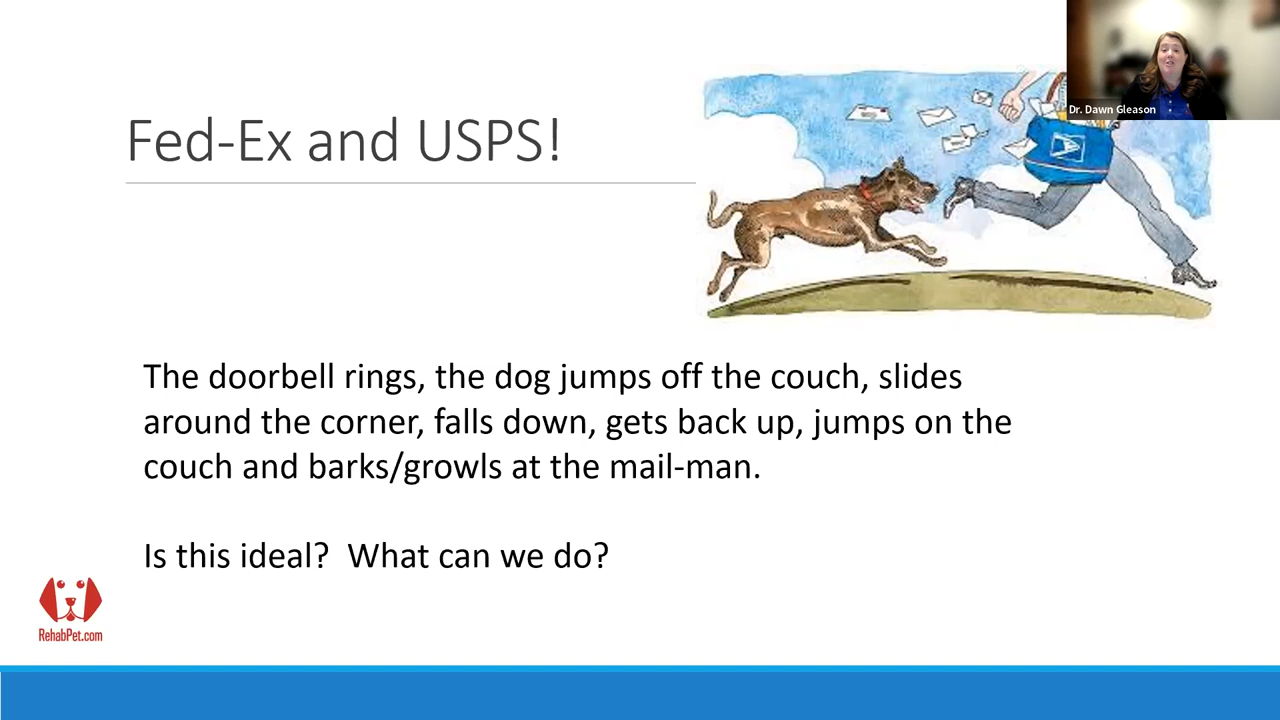 Dr. Dawn Gleason
Fed-Ex and USPS!
The doorbell rings, the dog jumps off the couch, slides
around the corner, falls down, gets back up, jumps on the
couch and barks/growls at the mail-man.
Is this ideal?  What can we do?
RehabPet.com